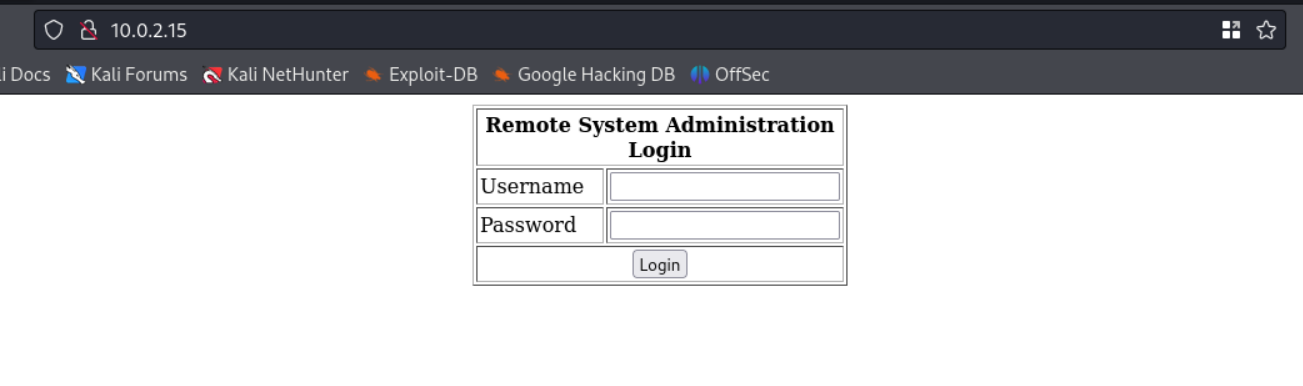 10.0.2.15
i Docs Kali Forums Kali NetHunter Exploit-DB Google Hacking DB OffSec
Remote System Administration
Login
Username
Password
Login